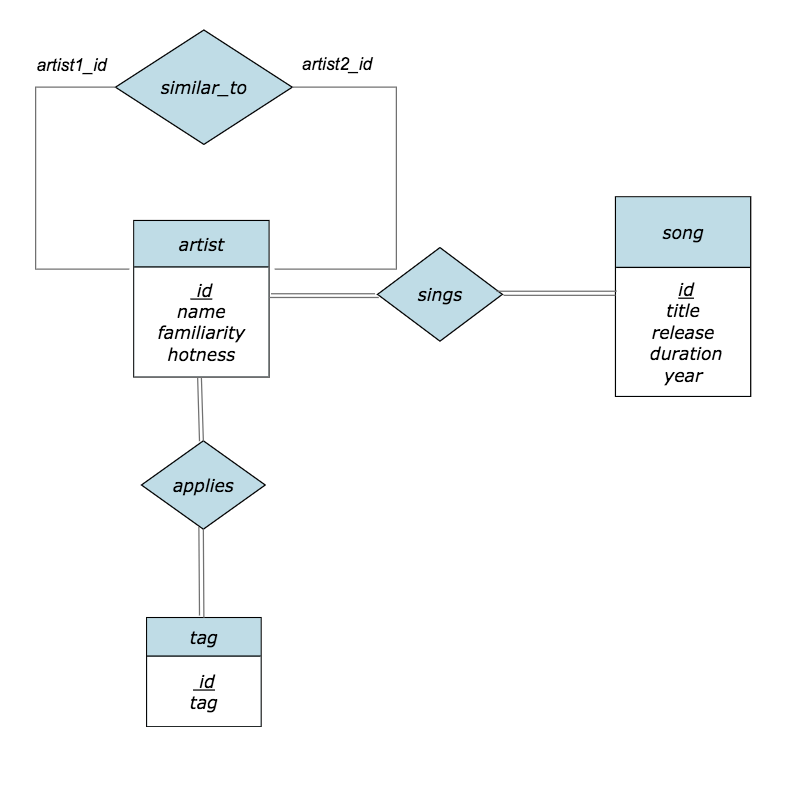 artist1_id
artist2_id
similar_to
artist
id
name
familiarity
hotness
sings
song
id
title
release
duration
year
applies
tag
id
tag